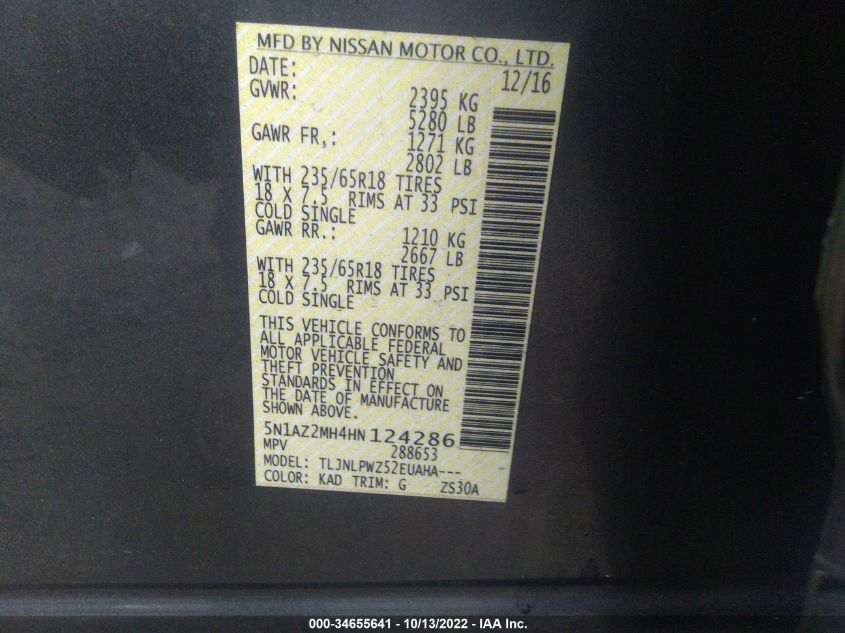 MFD BY NISSAN MOTOR CO., LTD.
DATE: 12/16
GVWR: 2395 KG
5280 LB
GAWR FR,: 1271 KG
2802 LB
WITH 235/65R18 TIRES
18 X 7.5 RIMS AT 33 PSI
COLD SINGLE
GAWR RR.: 1210 KG
2667 LB
WITH 235/65R18 TIRES
18 X 7.5 RIMS AT 33 PSI
COLD SINGLE
THIS VEHICLE CONFORMS TO
ALL APPLICABLE FEDERAL
MOTOR VEHICLE SAFETY AND
THEFT PREVENTION
STANDARDS IN EFFECT ON
THE DATE OF MANUFACTURE
SHOWN ABOVE.
5N1AZ2MH4HN124286
MPV 288653
MODEL: TLJNLPWZ52EUAHA---
COLOR: KAD TRIM: G ZS30A
000-34655641 - 10/13/2022 - IAA Inc.